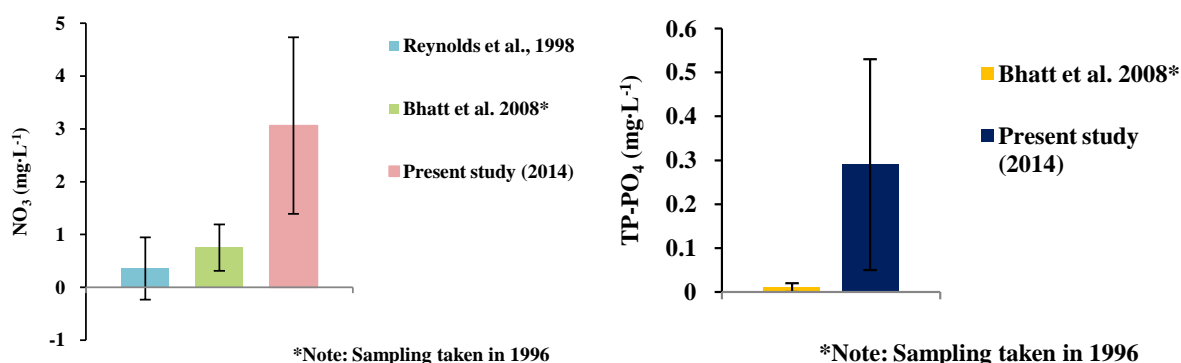 5
4
3
2
1
0
-1
NO₃ (mg·L⁻¹)
Reynolds et al., 1998
Bhatt et al. 2008*
Present study (2014)
*Note: Sampling taken in 1996
0.6
0.5
0.4
0.3
0.2
0.1
0
TP-PO₄ (mg·L⁻¹)
Bhatt et al. 2008*
Present study
(2014)
*Note: Sampling taken in 1996